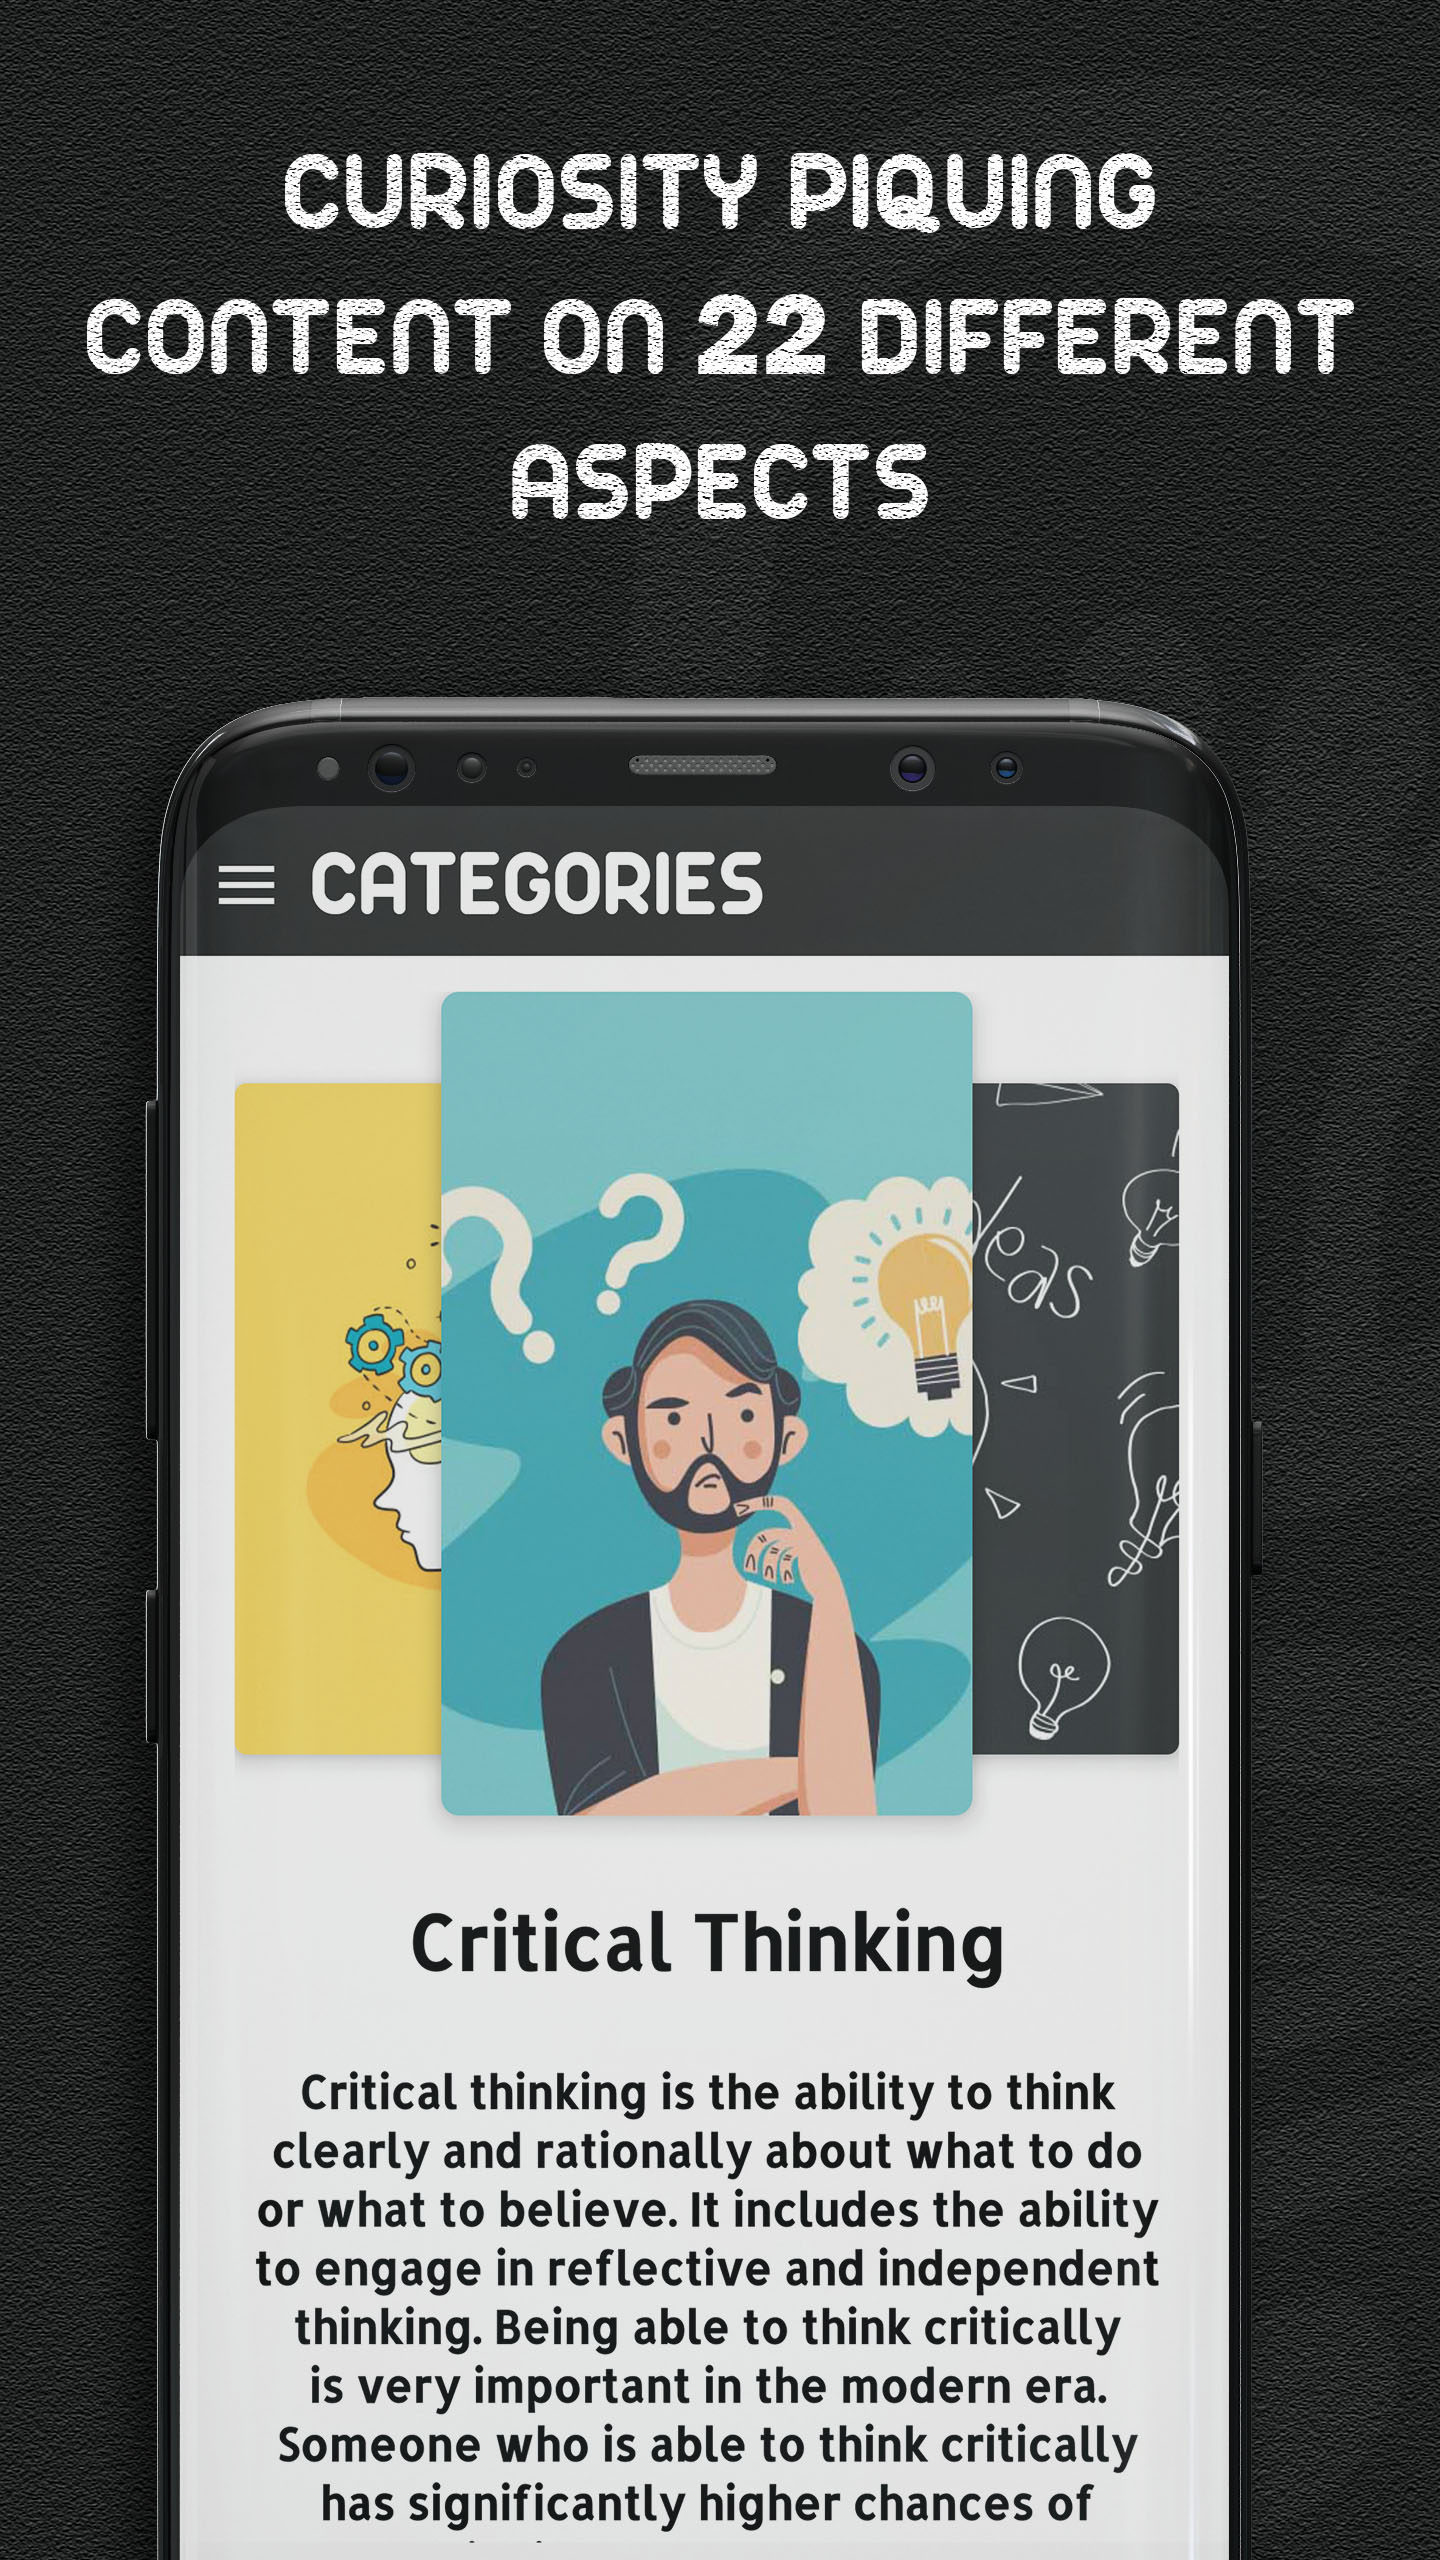 CURIOSITY PIQUING
CONTENT ON 22 DIFFERENT
ASPECTS
CATEGORIES
Critical Thinking
Critical thinking is the ability to think
clearly and rationally about what to do
or what to believe. It includes the ability
to engage in reflective and independent
thinking. Being able to think critically
is very important in the modern era.
Someone who is able to think critically
has significantly higher chances of